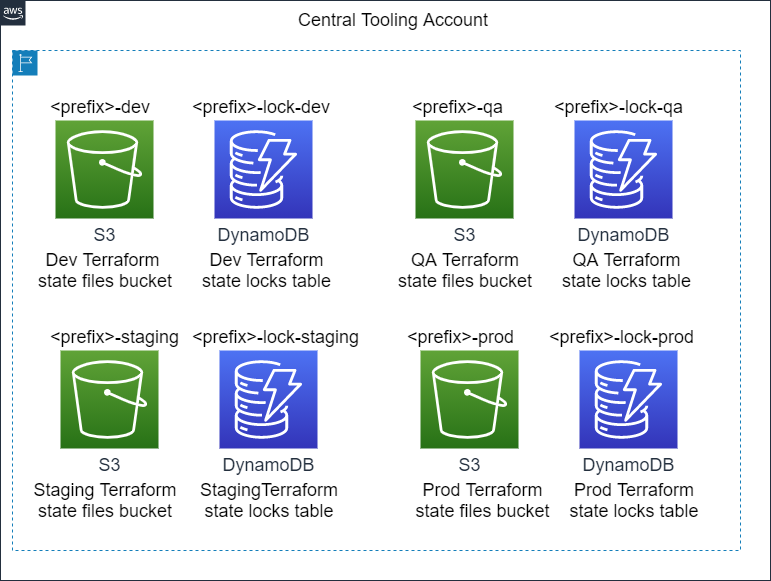 aws
Central Tooling Account
<prefix>-dev
<prefix>-lock-dev
<prefix>-qa
<prefix>-lock-qa
S3
DynamoDB
S3
DynamoDB
Dev Terraform
state files bucket
Dev Terraform
state locks table
QA Terraform
state files bucket
QA Terraform
state locks table
<prefix>-staging
<prefix>-lock-staging
<prefix>-prod
<prefix>-lock-prod
S3
DynamoDB
S3
DynamoDB
Staging Terraform
state files bucket
StagingTerraform
state locks table
Prod Terraform
state files bucket
Prod Terraform
state locks table